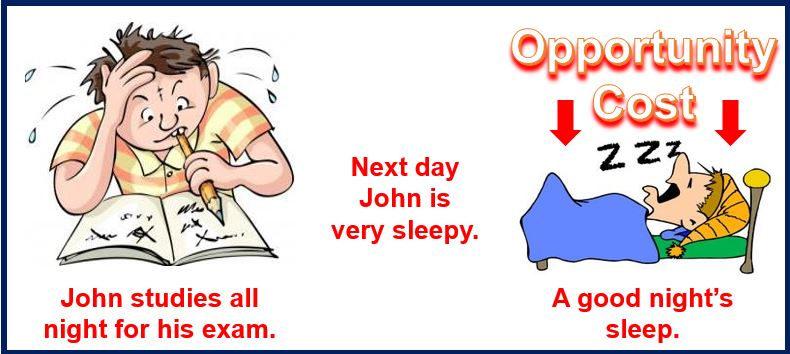 Opportunity
Cost
Z Z Z
Next day
John is
very sleepy.
John studies all
night for his exam.
A good night's
sleep.